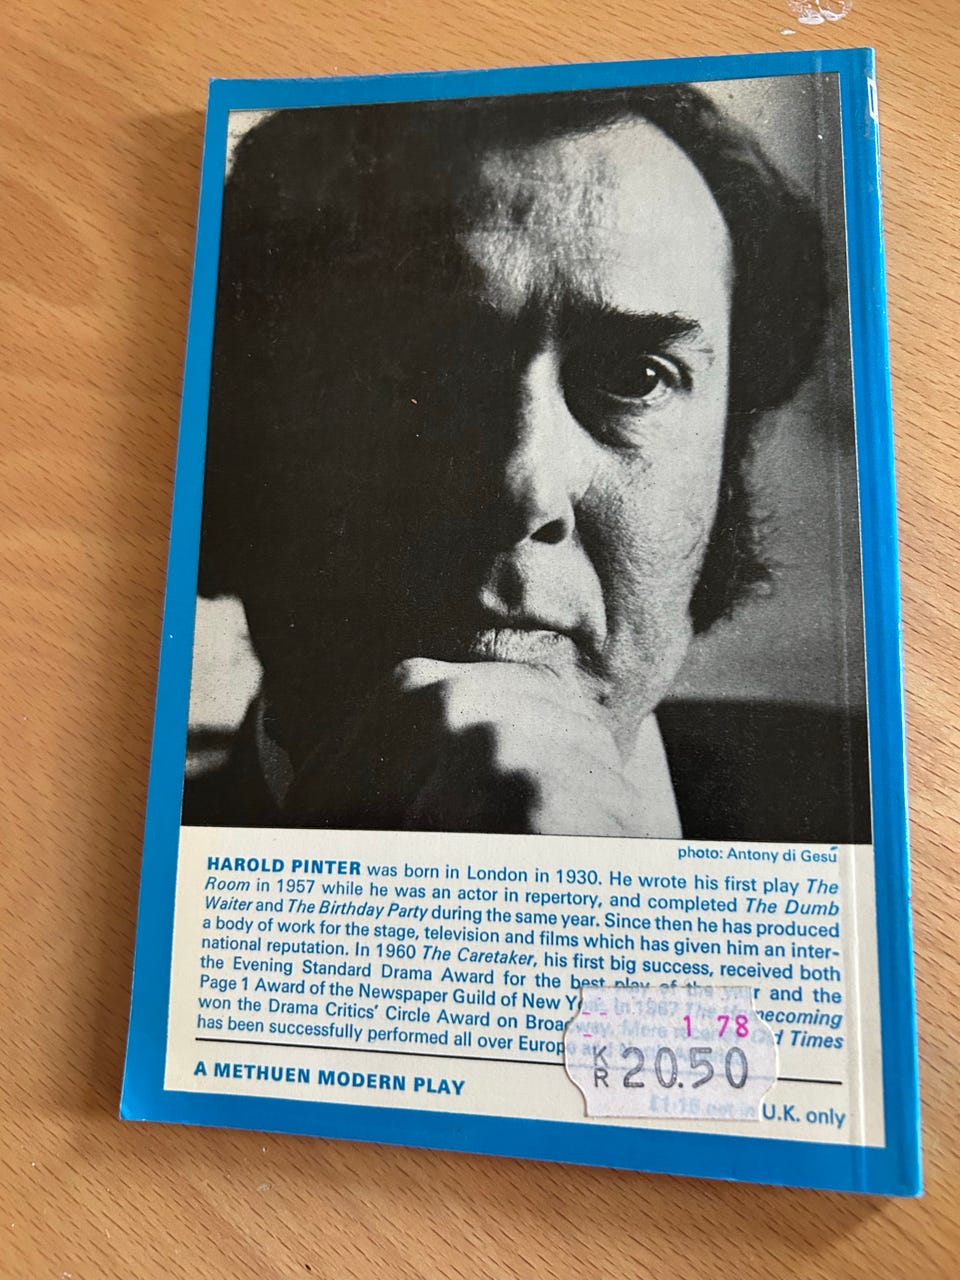 photo: Antony di Gesú
HAROLD PINTER was born in London in 1930. He wrote his first play The
Room in 1957 while he was an actor in repertory, and completed The Dumb
Waiter and The Birthday Party during the same year. Since then he has produced
a body of work for the stage, television and films which has given him an inter-
national reputation. In 1960 The Caretaker, his first big success, received both
the Evening Standard Drama Award for the best play of the year and the
Page 1 Award of the Newspaper Guild of New York. In 1967 The Homecoming
won the Drama Critics' Circle Award on Broadway. More recently Old Times
has been successfully performed all over Europe
1 78
KR 20.50
A METHUEN MODERN PLAY
net in U.K. only